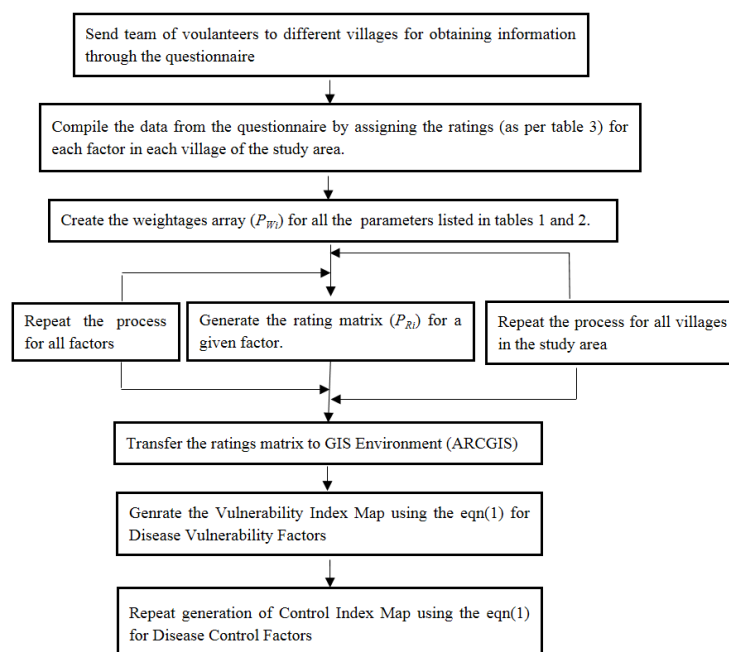 Send team of voulanteers to different villages for obtaining information
through the questionnaire
Compile the data from the questionnaire by assigning the ratings (as per table 3) for
each factor in each village of the study area.
Create the weightages array (P_Wi) for all the parameters listed in tables 1 and 2.
Repeat the process
for all factors
Generate the rating matrix (P_Ri) for a
given factor.
Repeat the process for all villages
in the study area
Transfer the ratings matrix to GIS Environment (ARCGIS)
Genrate the Vulnerability Index Map using the eqn(1) for
Disease Vulnerability Factors
Repeat generation of Control Index Map using the eqn(1)
for Disease Control Factors